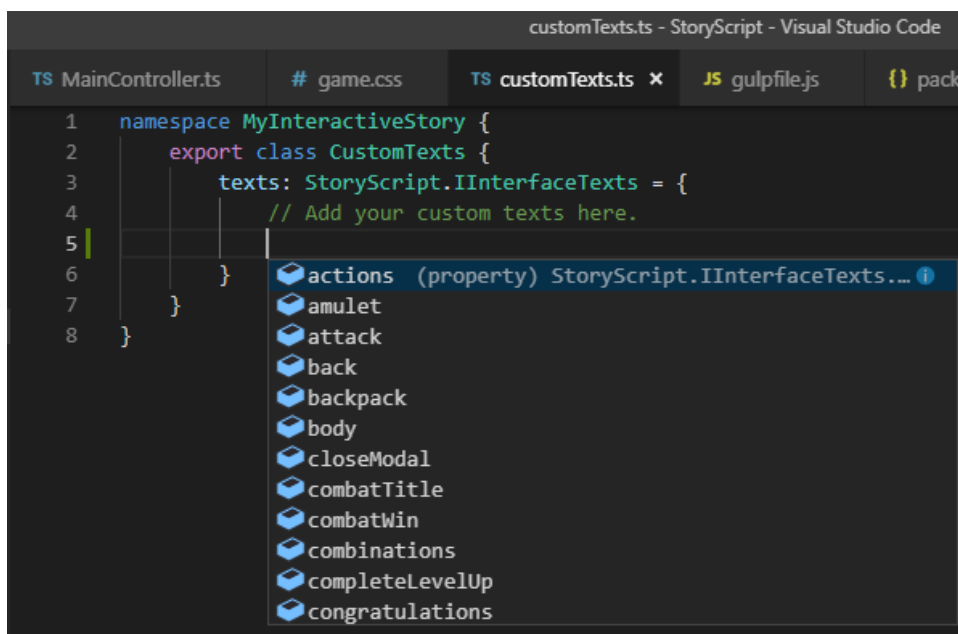 customTexts.ts - StoryScript - Visual Studio Code
TS MainController.ts # game.css TS customTexts.ts × JS gulpfile.js {} pack
1 namespace MyInteractiveStory {
2 export class CustomTexts {
3 texts: StoryScript.IInterfaceTexts = {
4 // Add your custom texts here.
5
6 }
actions (property) StoryScript.IInterfaceTexts.…
7 }
amulet
8 }
attack
back
backpack
body
closeModal
combatTitle
combatWin
combinations
completeLevelUp
congratulations